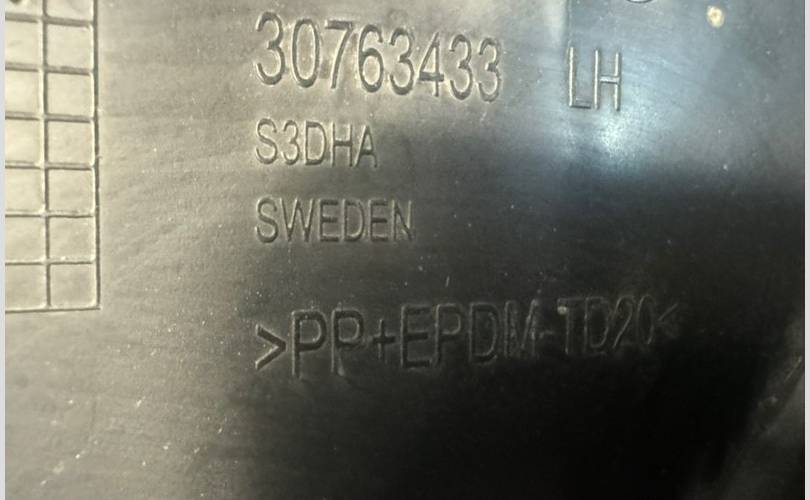 30763433 LH
S3DHA
SWEDEN
>PP+EPDM-TD20<